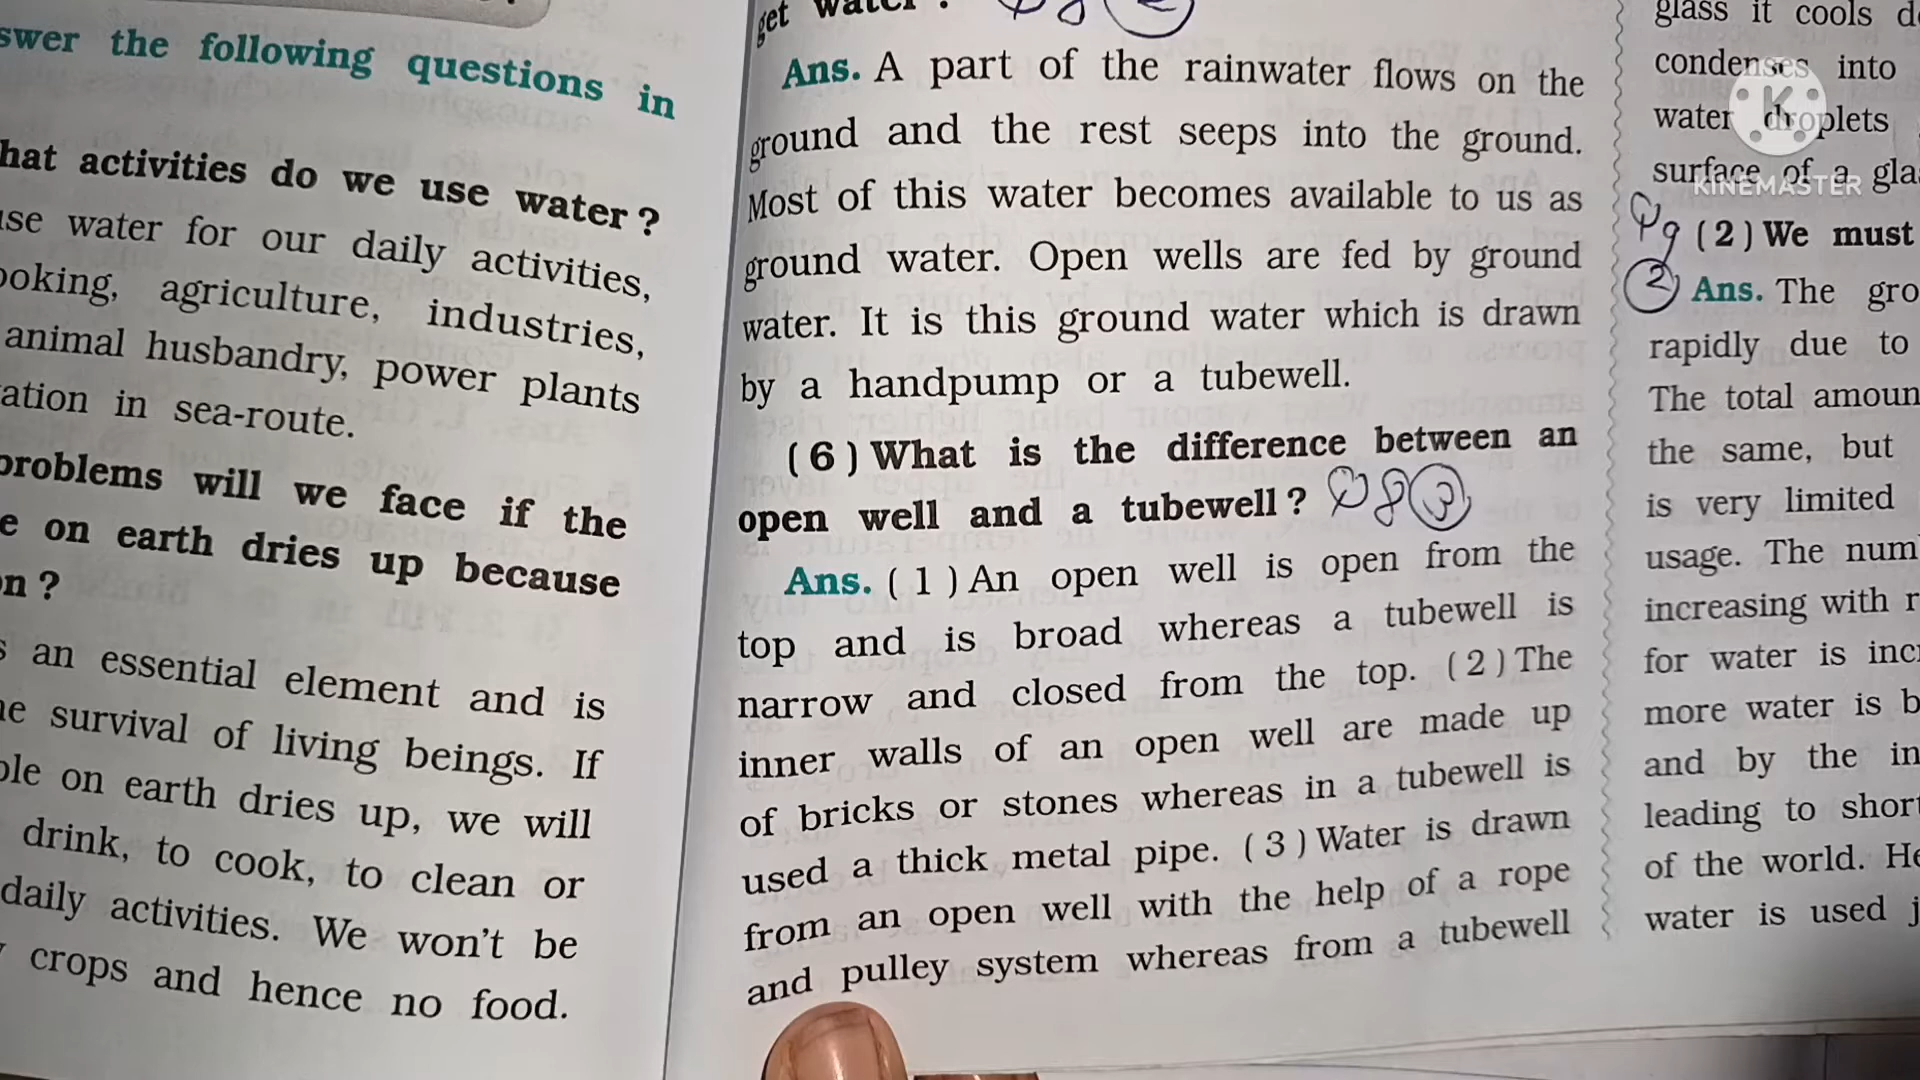 swer the following questions in
hat activities do we use water ?
use water for our daily activities,
ooking, agriculture, industries,
animal husbandry, power plants
ation in sea-route.
problems will we face if the
e on earth dries up because
n ?
s an essential element and is
he survival of living beings. If
ble on earth dries up, we will
drink, to cook, to clean or
daily activities. We won't be
crops and hence no food.
get water ?
Ans. A part of the rainwater flows on the
ground and the rest seeps into the ground.
Most of this water becomes available to us as
ground water. Open wells are fed by ground
water. It is this ground water which is drawn
by a handpump or a tubewell.
( 6 ) What is the difference between an
open well and a tubewell ?
Ans. ( 1 ) An open well is open from the
top and is broad whereas a tubewell is
narrow and closed from the top. ( 2 ) The
inner walls of an open well are made up
of bricks or stones whereas in a tubewell is
used a thick metal pipe. ( 3 ) Water is drawn
from an open well with the help of a rope
and pulley system whereas from a tubewell
glass it cools d
condenses into
water droplets
surface of a gla
KINEMASTER
Pg ( 2 ) We must
2 Ans. The gro
rapidly due to
The total amoun
the same, but
is very limited
usage. The num
increasing with r
for water is incr
more water is b
and by the in
leading to short
of the world. He
water is used j